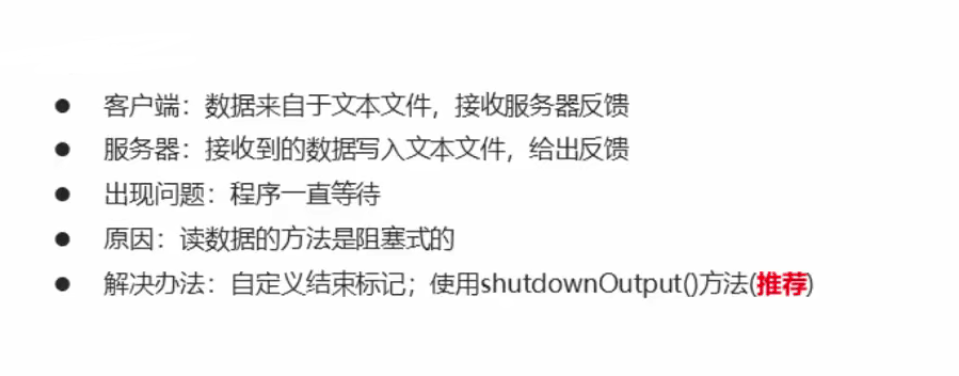 ● 客户端：数据来自于文本文件，接收服务器反馈
● 服务器：接收到的数据写入文本文件，给出反馈
● 出现问题：程序一直等待
● 原因：读数据的方法是阻塞式的
● 解决办法：自定义结束标记；使用shutdownOutput()方法(推荐)